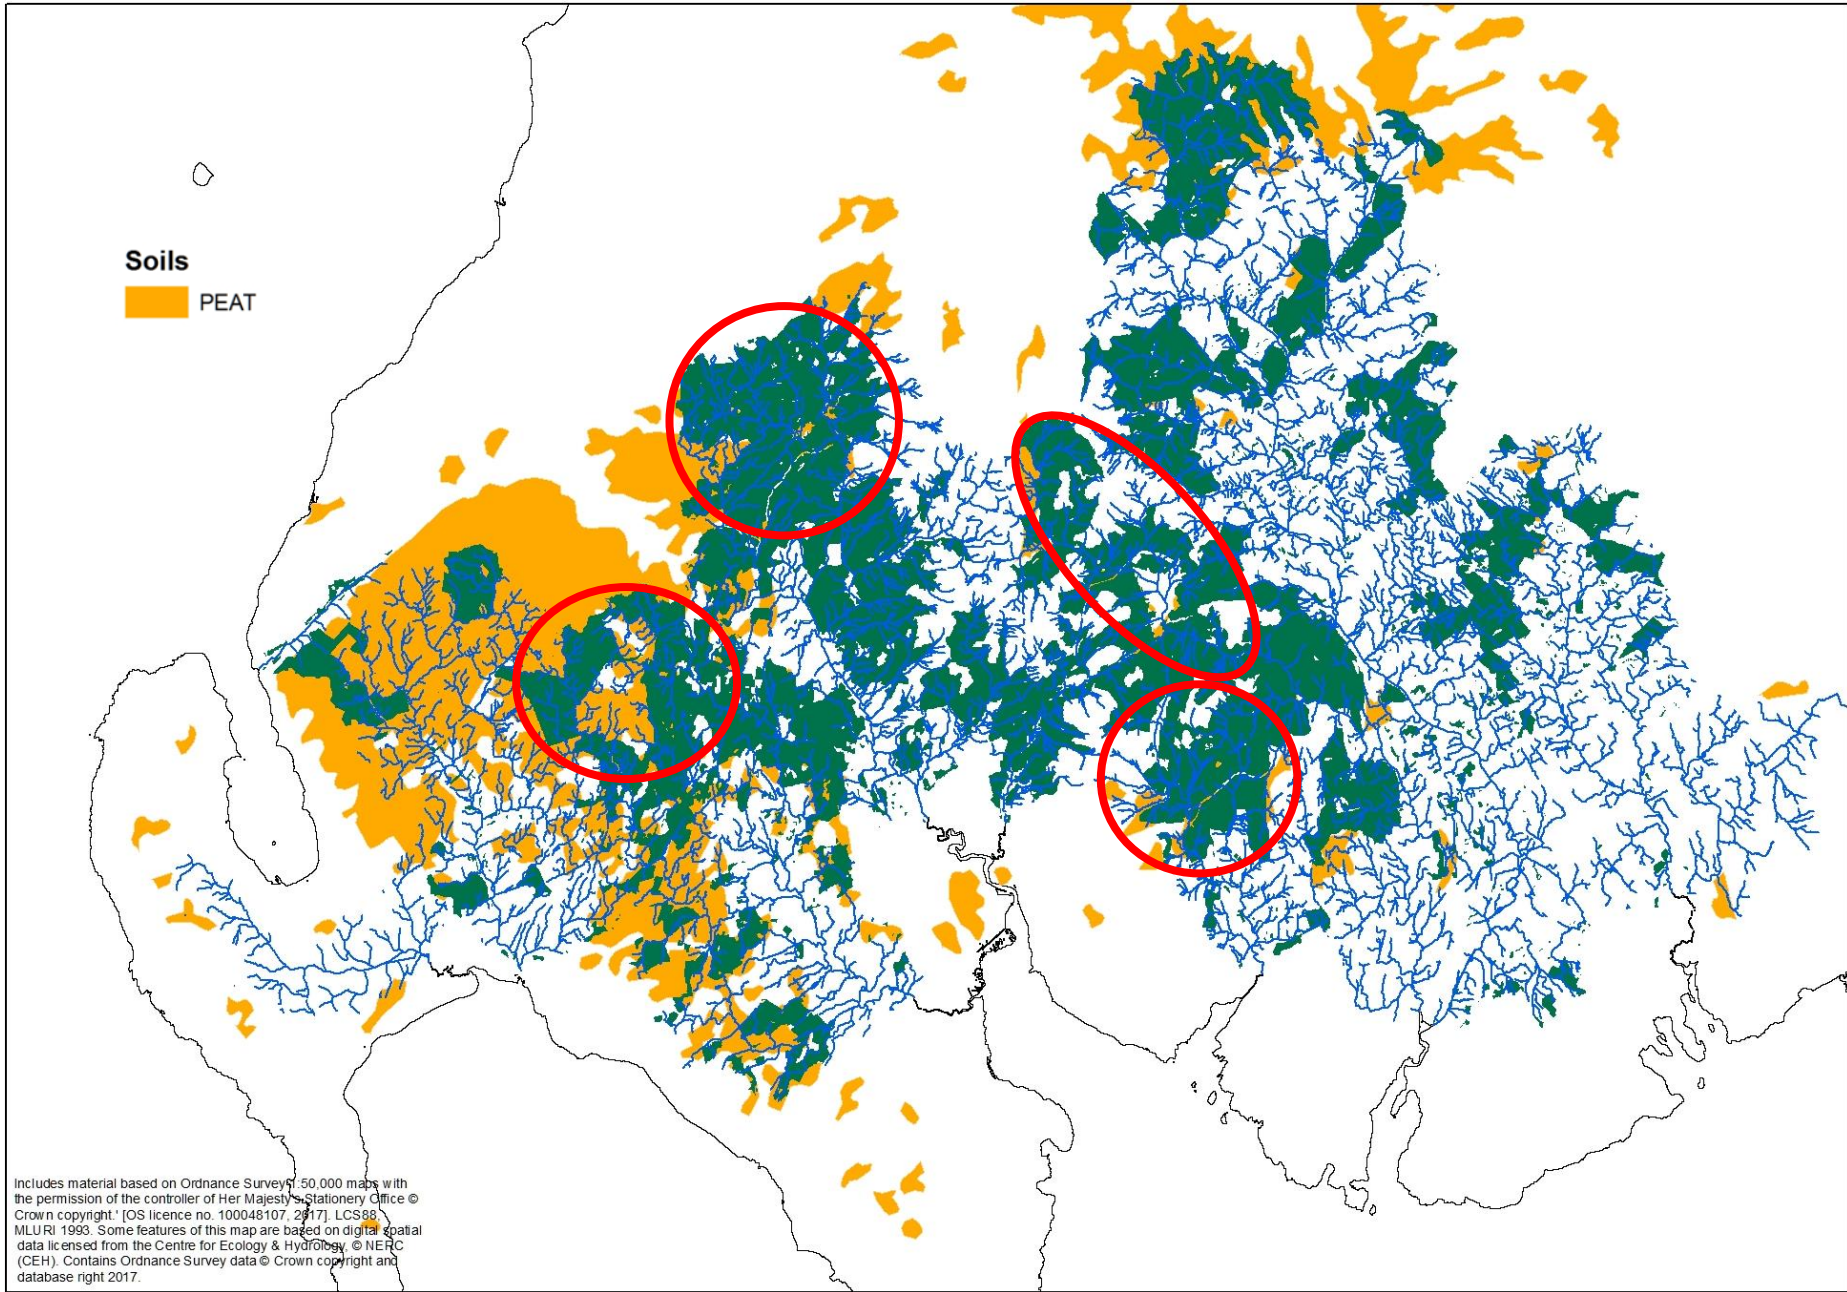 Soils
PEAT
Includes material based on Ordnance Survey 1:50,000 maps with
the permission of the controller of Her Majesty's Stationery Office ©
Crown copyright.' [OS licence no. 100048107, 2017]. LCS88,
MLURI 1993. Some features of this map are based on digital spatial
data licensed from the Centre for Ecology & Hydrology, © NERC
(CEH). Contains Ordnance Survey data © Crown copyright and
database right 2017.